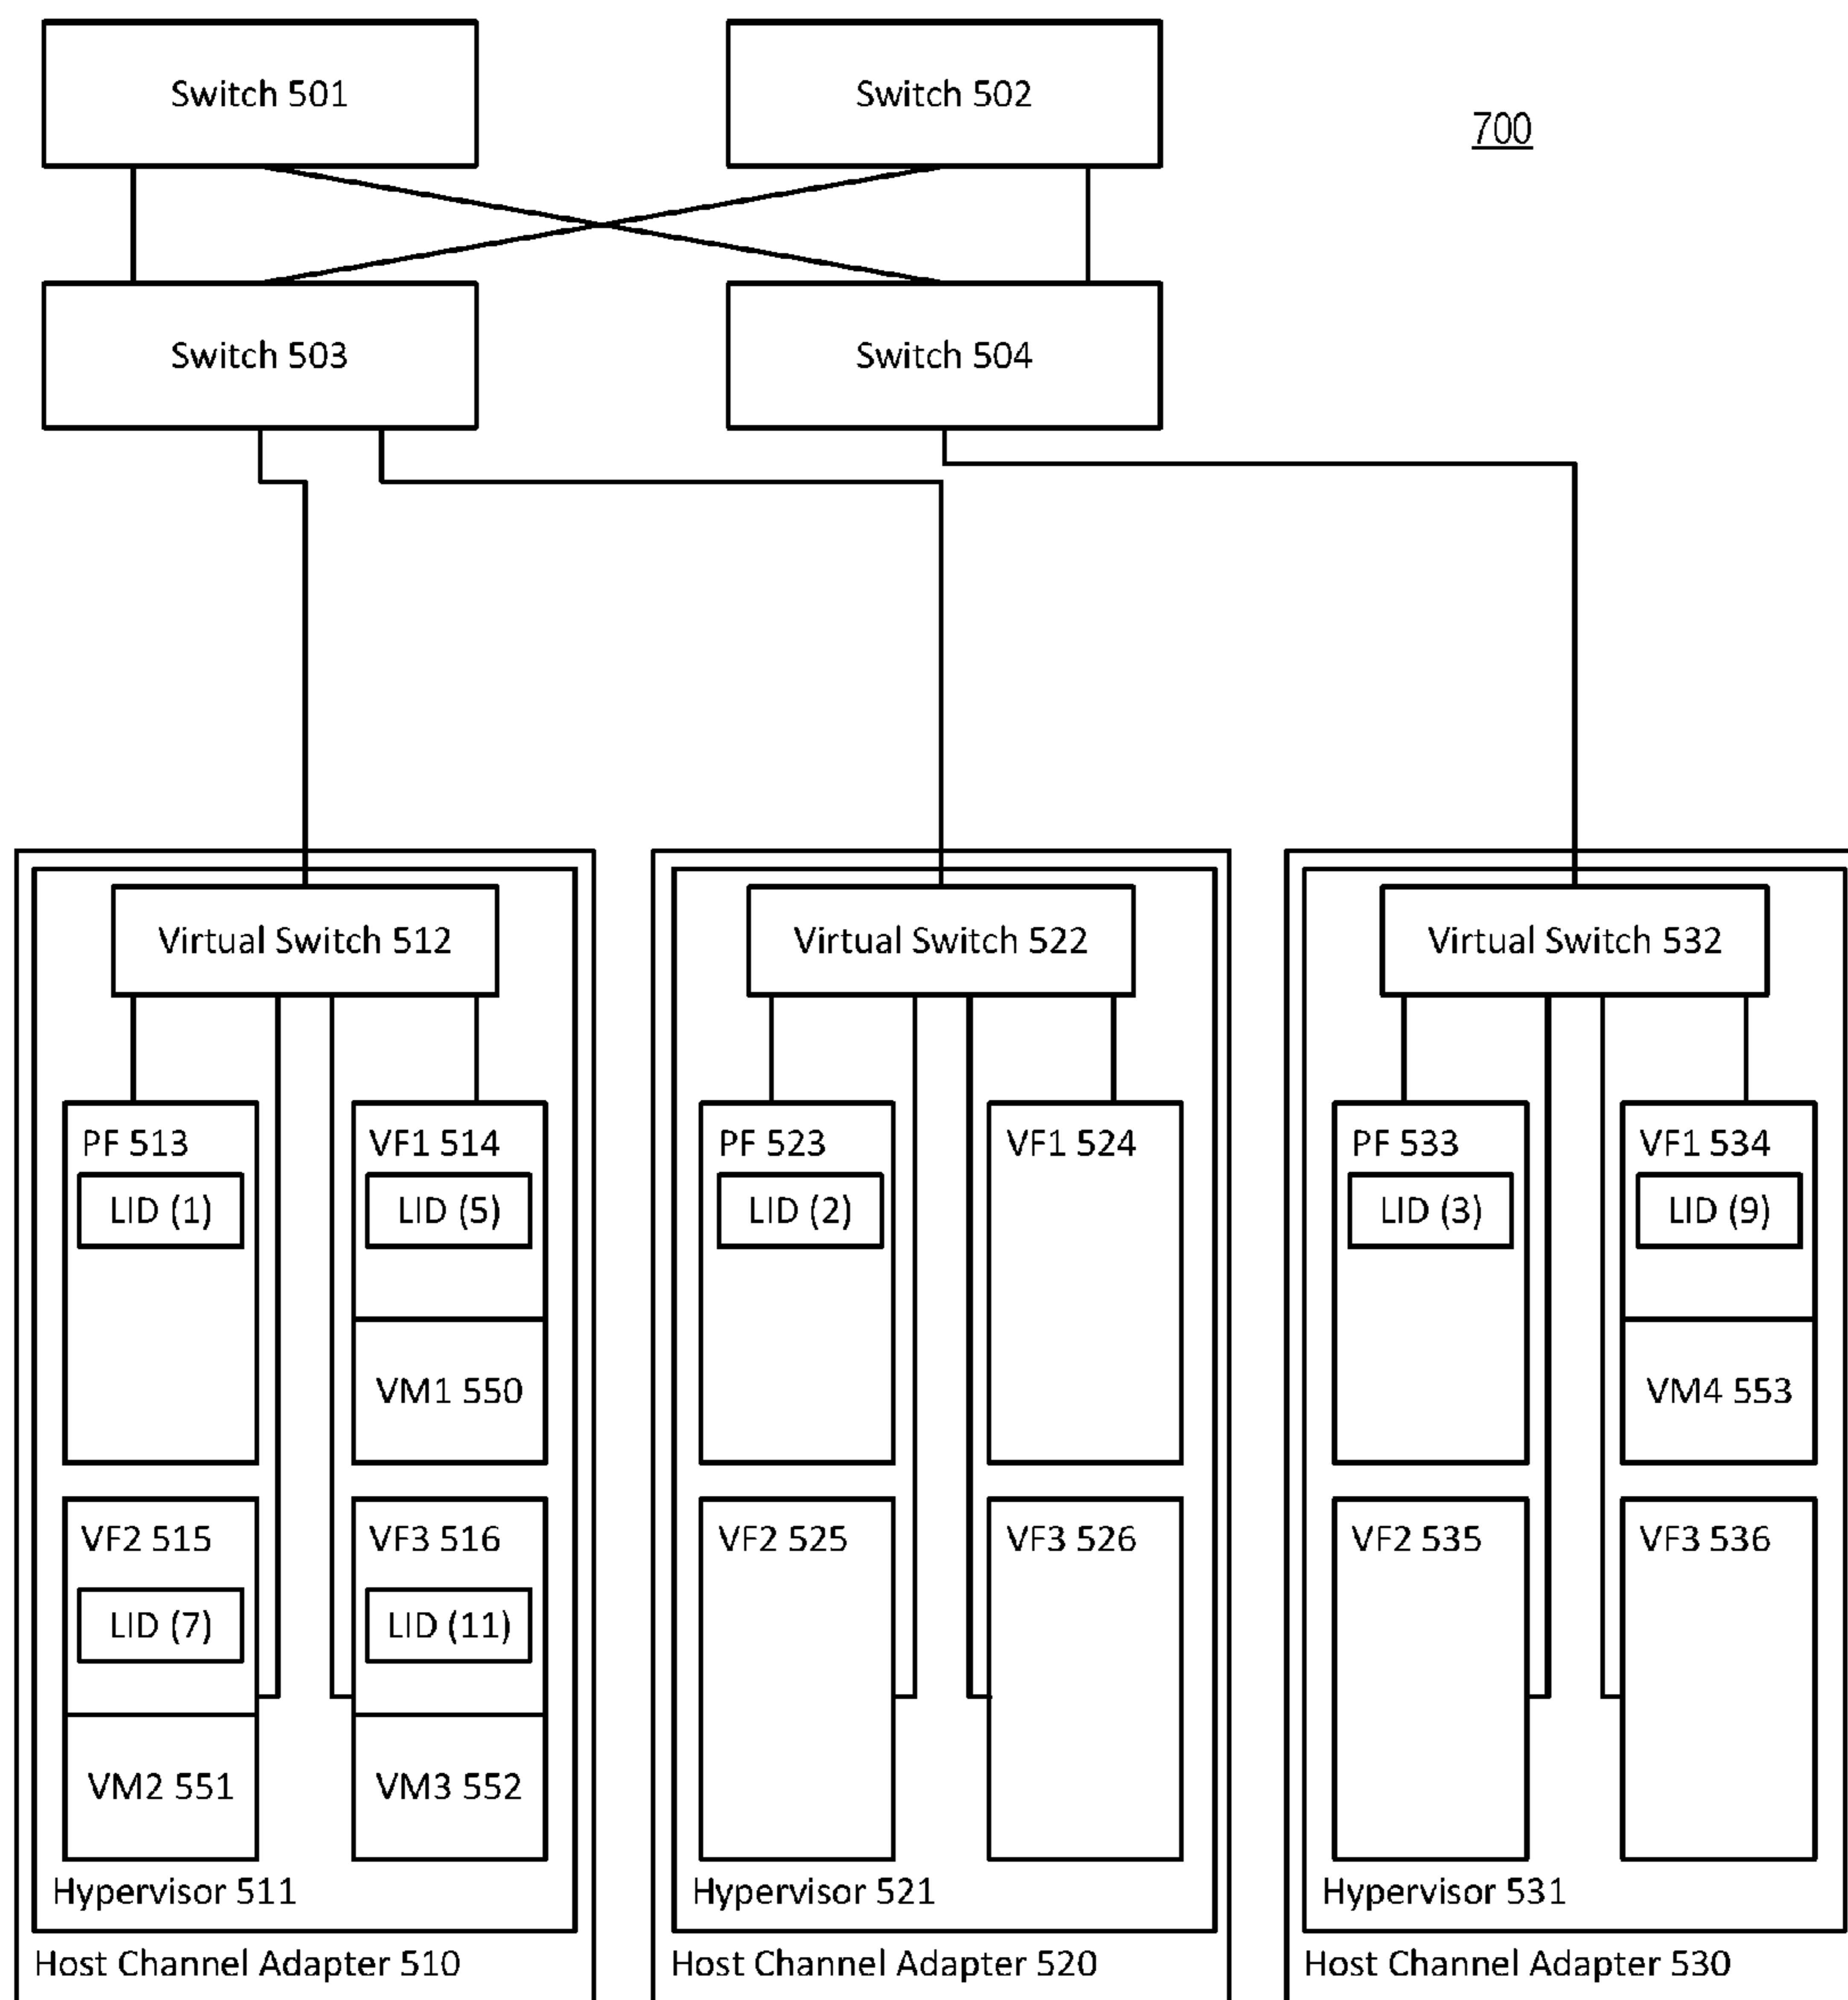 Switch 501
Switch 502
700
Switch 503
Switch 504
Virtual Switch 512
PF 513
LID (1)
VF1 514
LID (5)
VM1 550
VF2 515
LID (7)
VM2 551
VF3 516
LID (11)
VM3 552
Hypervisor 511
Host Channel Adapter 510
Virtual Switch 522
PF 523
LID (2)
VF1 524
VF2 525
VF3 526
Hypervisor 521
Host Channel Adapter 520
Virtual Switch 532
PF 533
LID (3)
VF1 534
LID (9)
VM4 553
VF2 535
VF3 536
Hypervisor 531
Host Channel Adapter 530